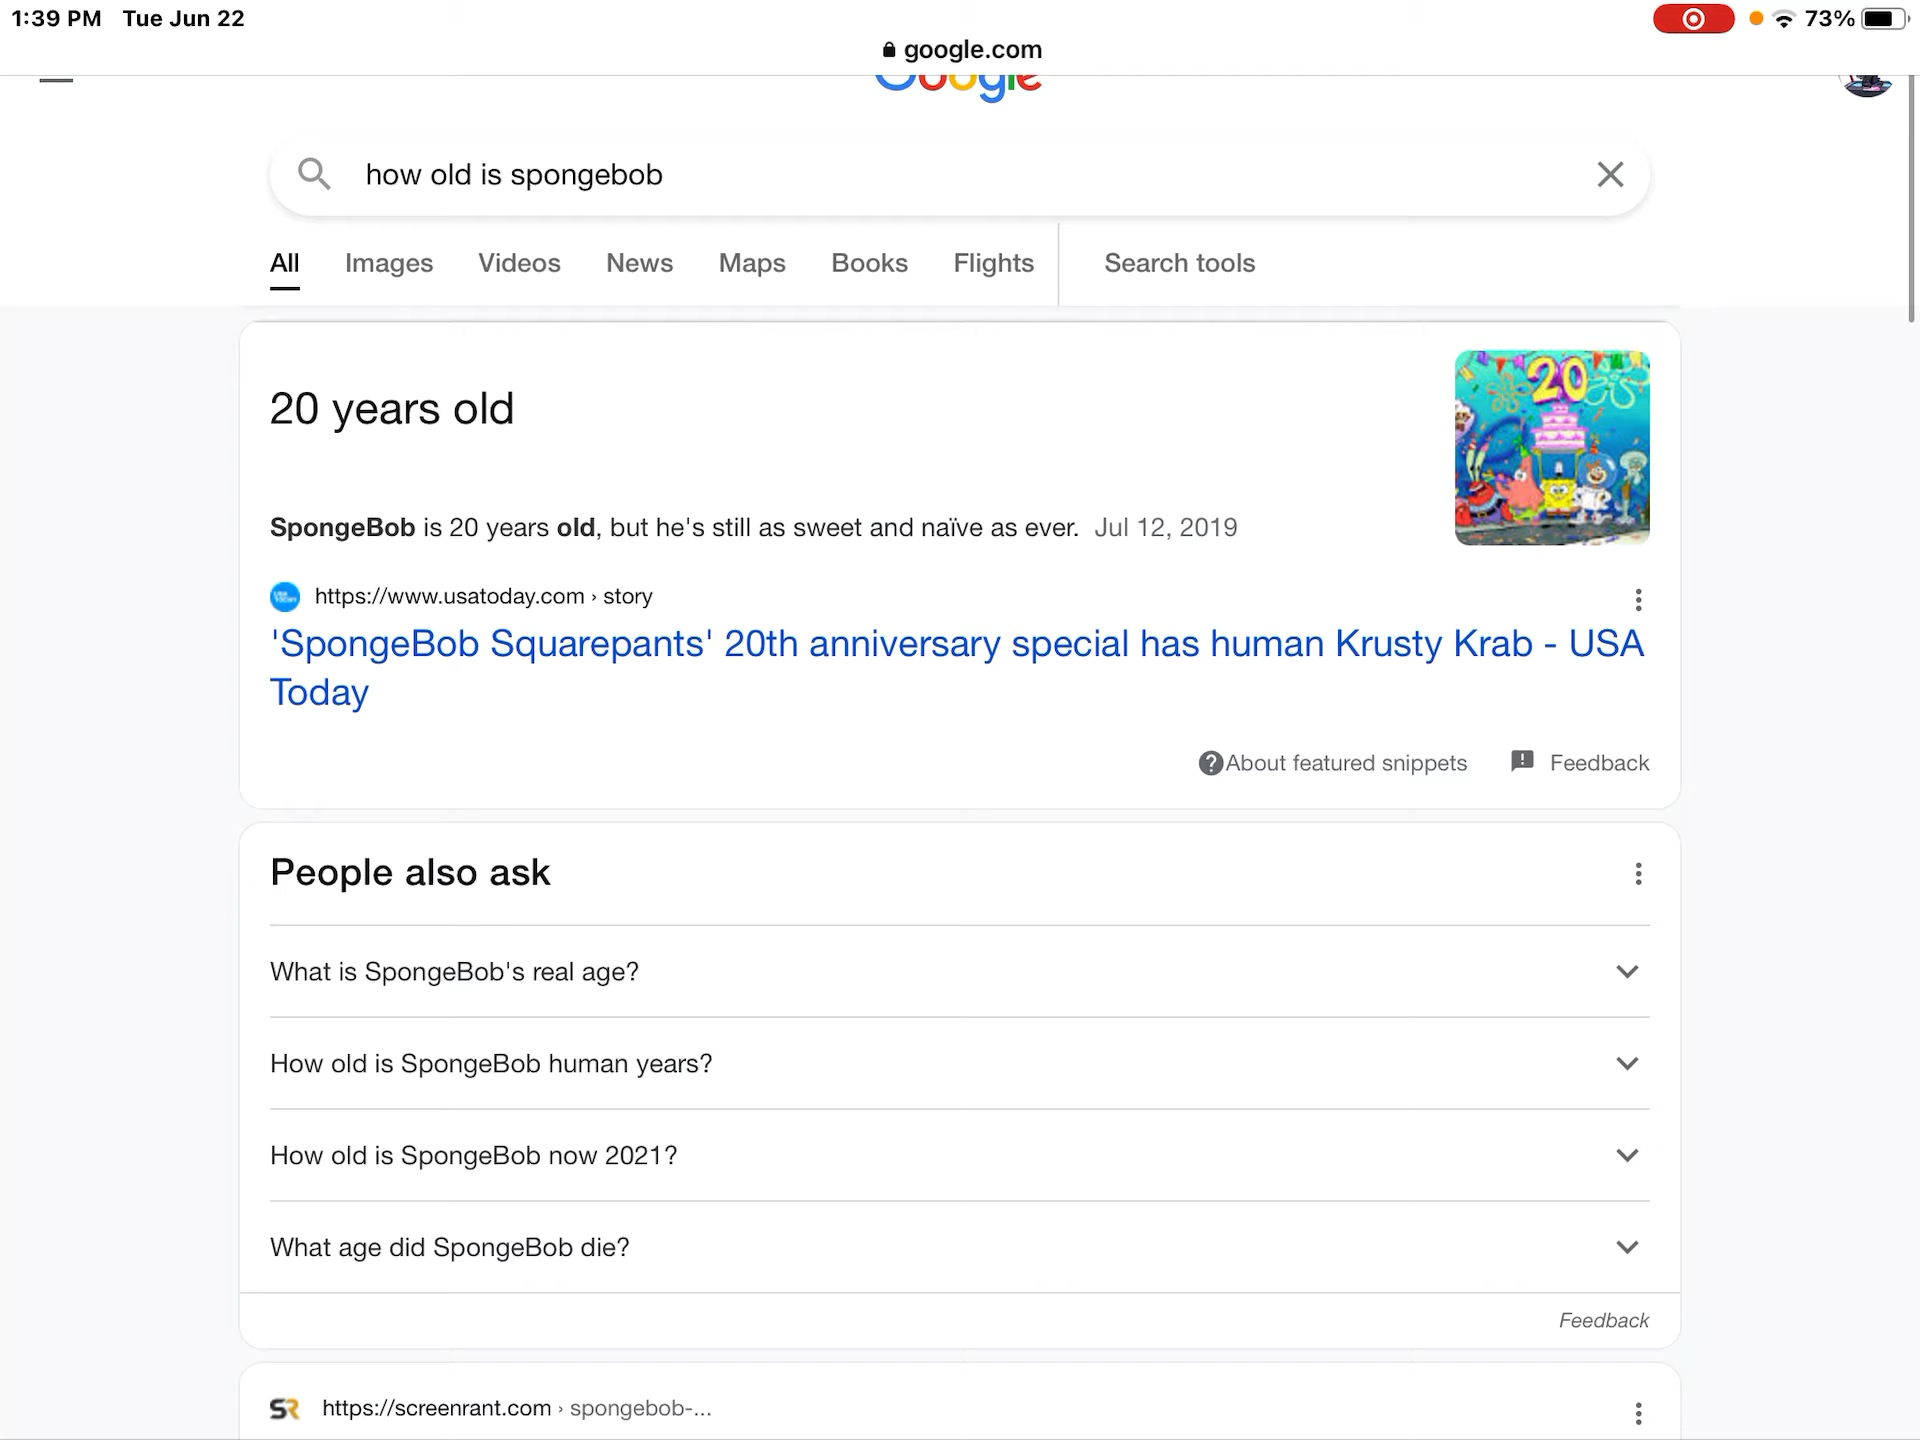 1:39 PM Tue Jun 22
73%
google.com
Google
how old is spongebob
All Images Videos News Maps Books Flights Search tools
20 years old
20
SpongeBob is 20 years old, but he's still as sweet and naïve as ever. Jul 12, 2019
https://www.usatoday.com › story
'SpongeBob Squarepants' 20th anniversary special has human Krusty Krab - USA
Today
About featured snippets Feedback
People also ask
What is SpongeBob's real age?
How old is SpongeBob human years?
How old is SpongeBob now 2021?
What age did SpongeBob die?
Feedback
SR https://screenrant.com › spongebob-...